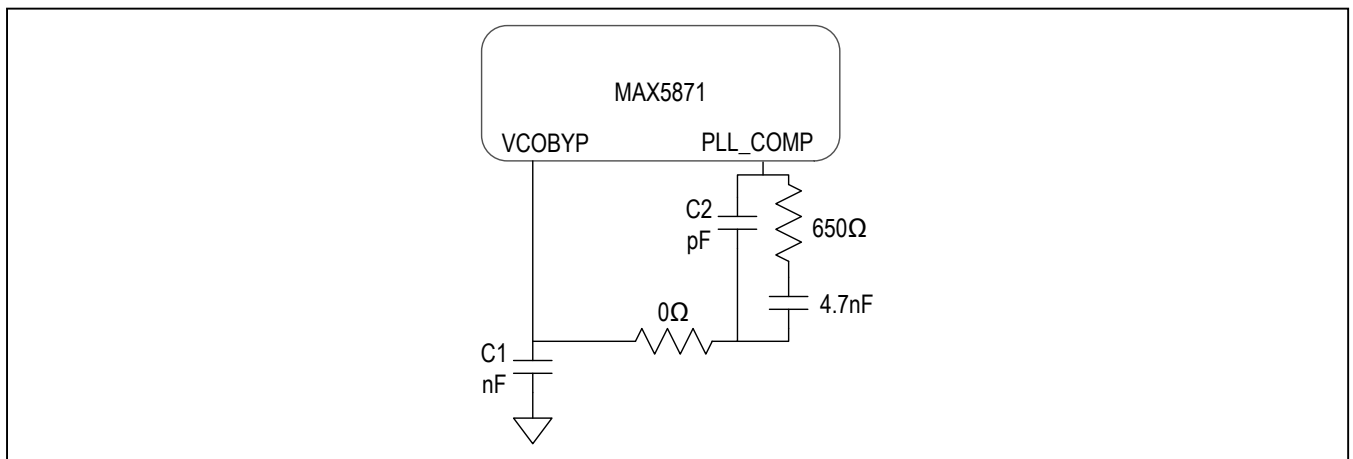 MAX5871
VCOBYP
PLL_COMP
C2
pF
650Ω
4.7nF
0Ω
C1
nF